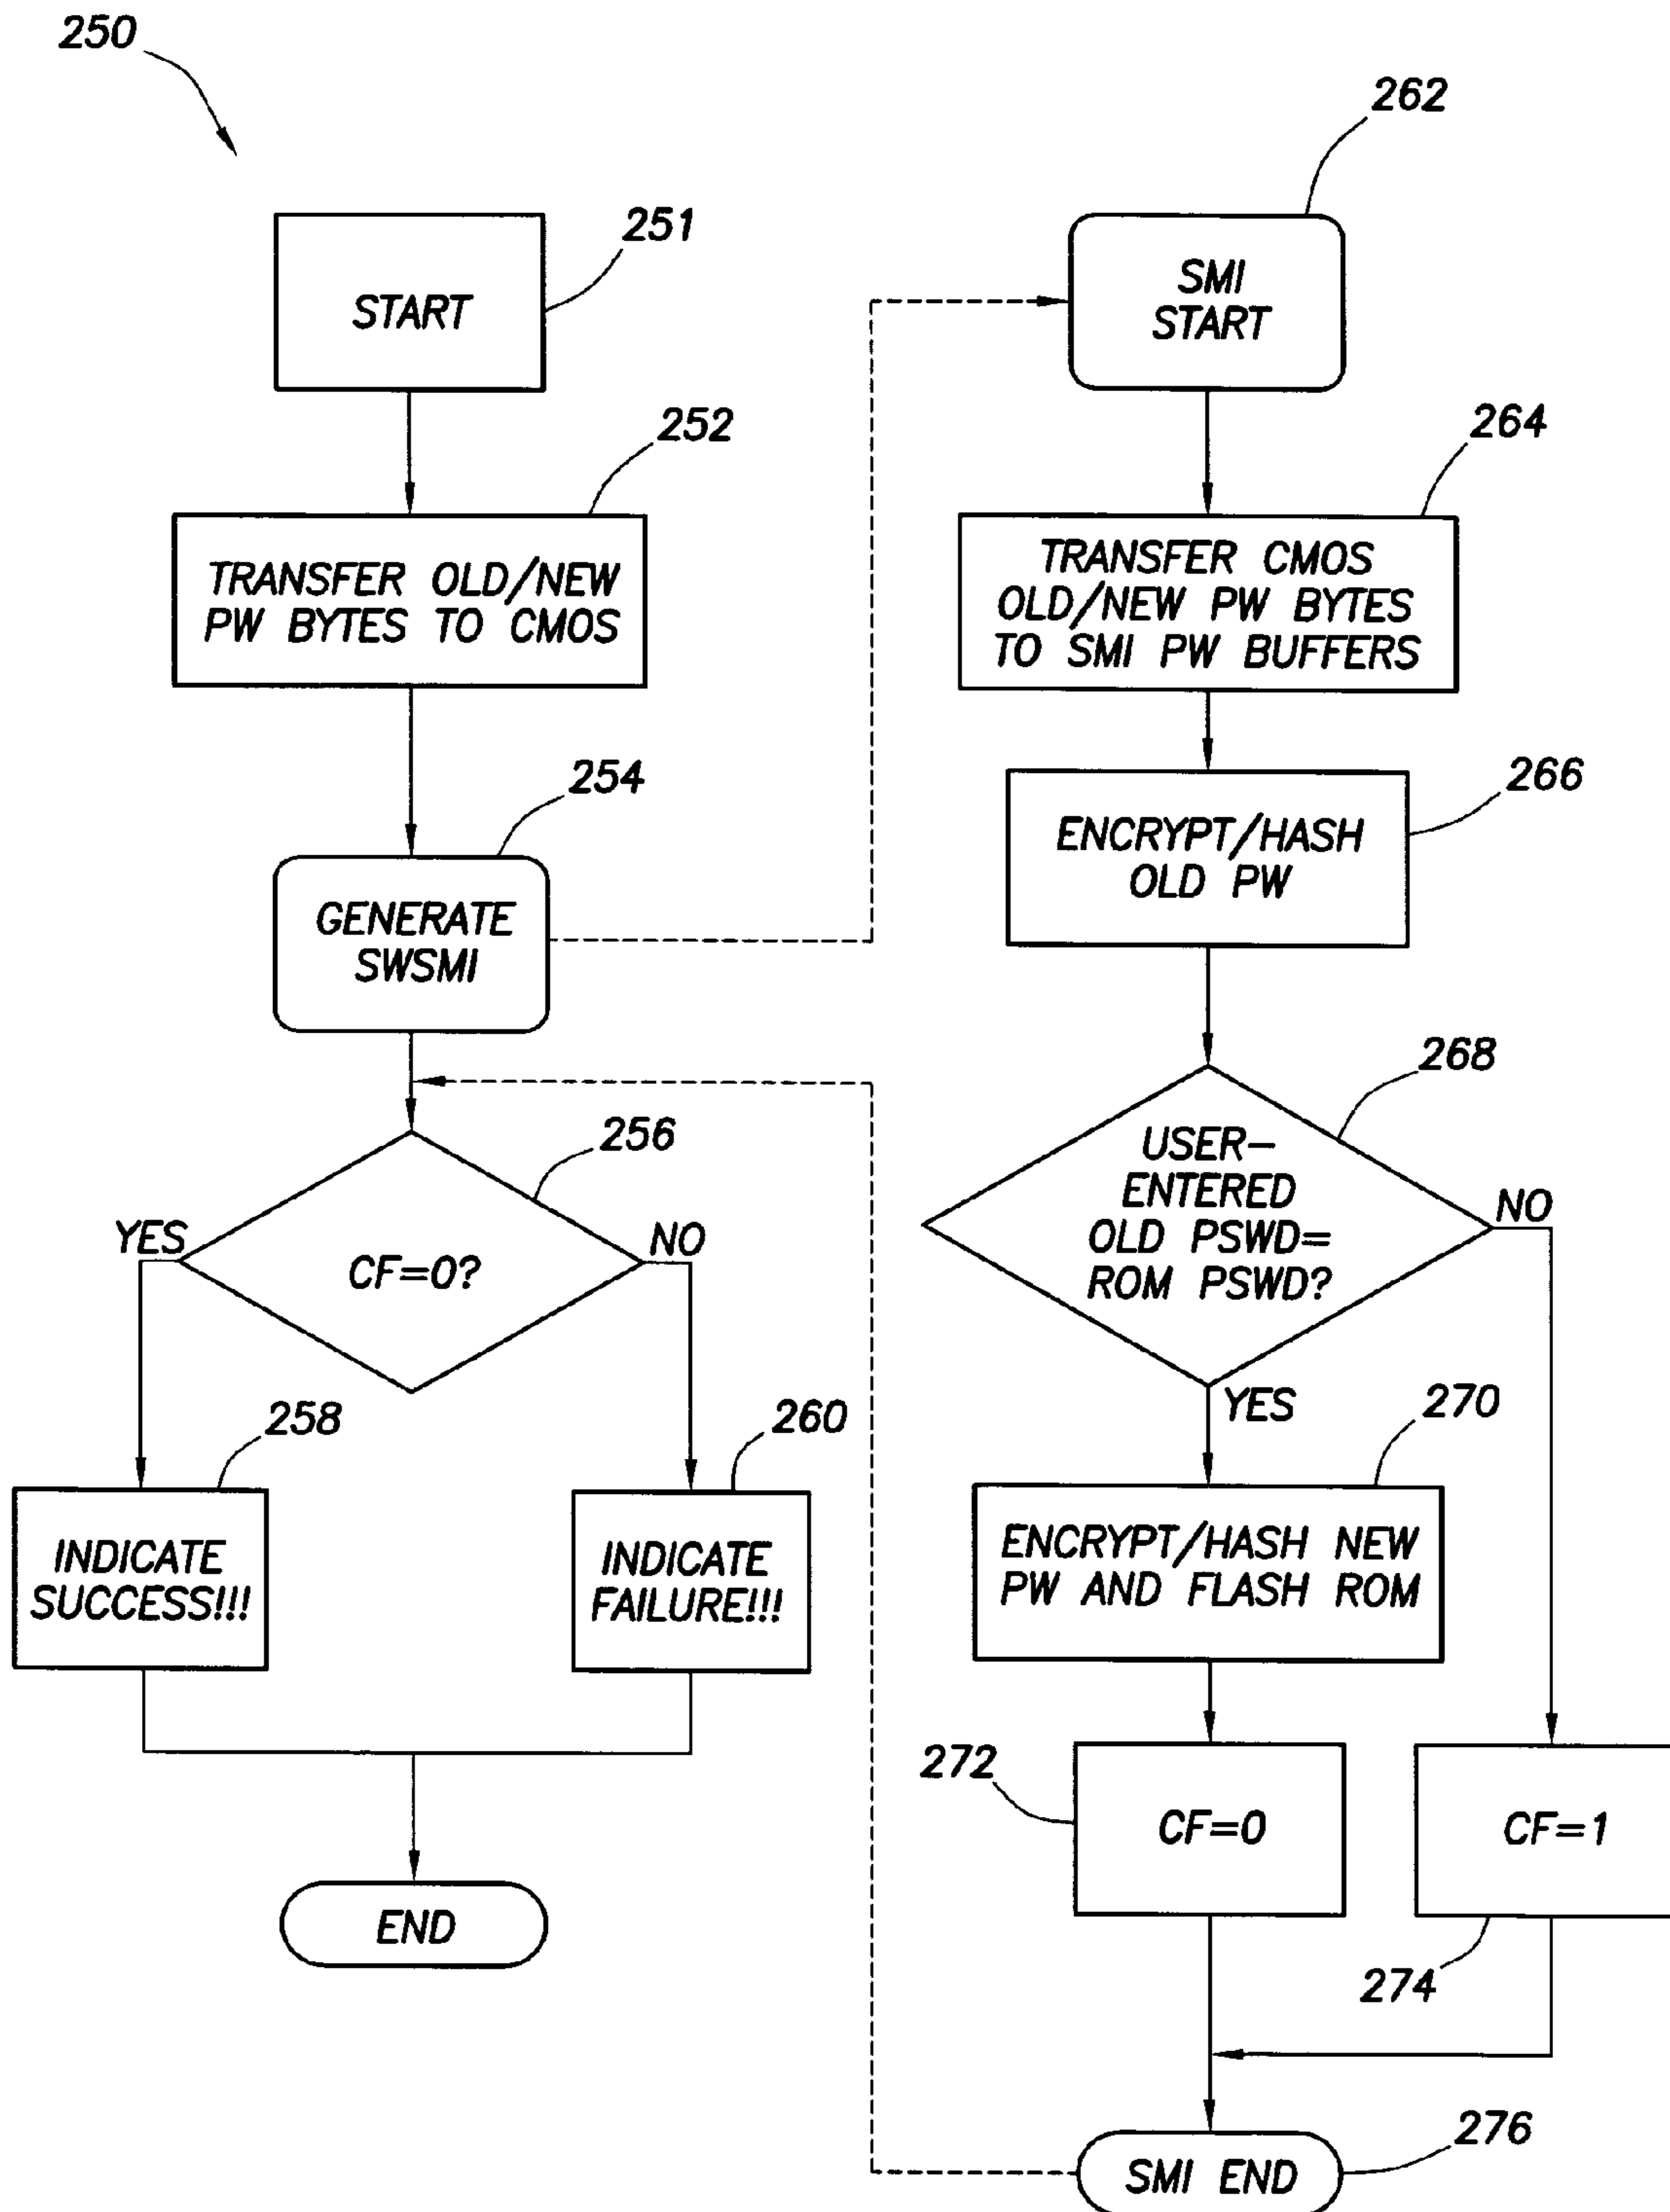 250
251
START
252
TRANSFER OLD/NEW
PW BYTES TO CMOS
254
GENERATE
SWSMI
256
CF=0?
YES
NO
258
INDICATE
SUCCESS!!!
260
INDICATE
FAILURE!!!
END
262
SMI
START
264
TRANSFER CMOS
OLD/NEW PW BYTES
TO SMI PW BUFFERS
266
ENCRYPT/HASH
OLD PW
268
USER-
ENTERED
OLD PSWD=
ROM PSWD?
NO
YES
270
ENCRYPT/HASH NEW
PW AND FLASH ROM
272
CF=0
CF=1
274
276
SMI END